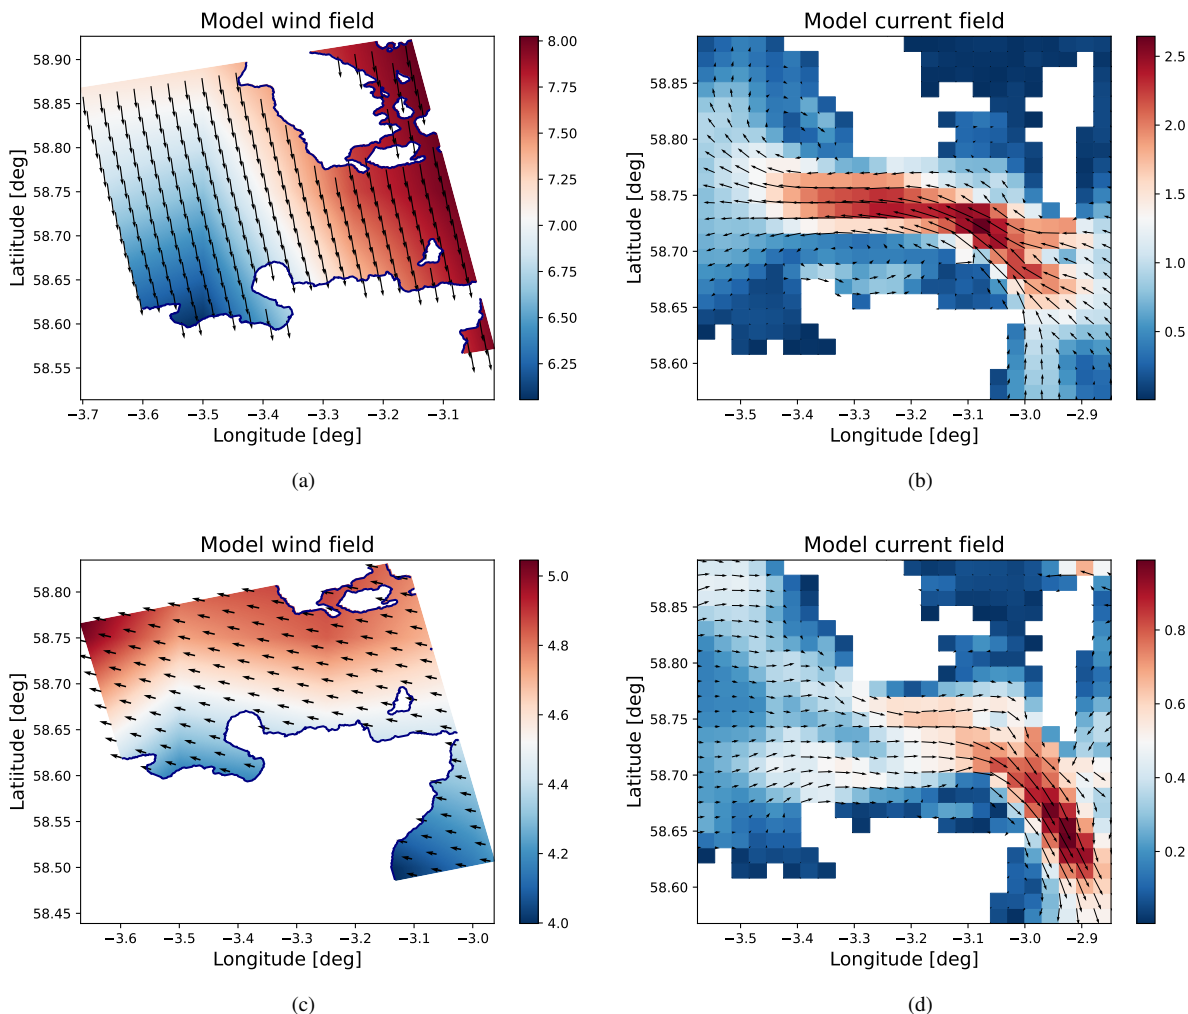 Model wind field
58.90
58.85
58.80
58.75
58.70
58.65
58.60
58.55
Latiitude [deg]
−3.7 −3.6 −3.5 −3.4 −3.3 −3.2 −3.1
Longitude [deg]
8.00
7.75
7.50
7.25
7.00
6.75
6.50
6.25
(a)
Model current field
58.85
58.80
58.75
58.70
58.65
58.60
Latitude [deg]
−3.5 −3.4 −3.3 −3.2 −3.1 −3.0 −2.9
Longitude [deg]
2.5
2.0
1.5
1.0
0.5
(b)
Model wind field
58.80
58.75
58.70
58.65
58.60
58.55
58.50
58.45
Latiitude [deg]
−3.6 −3.5 −3.4 −3.3 −3.2 −3.1 −3.0
Longitude [deg]
5.0
4.8
4.6
4.4
4.2
4.0
(c)
Model current field
58.85
58.80
58.75
58.70
58.65
58.60
Latitude [deg]
−3.5 −3.4 −3.3 −3.2 −3.1 −3.0 −2.9
Longitude [deg]
0.8
0.6
0.4
0.2
(d)